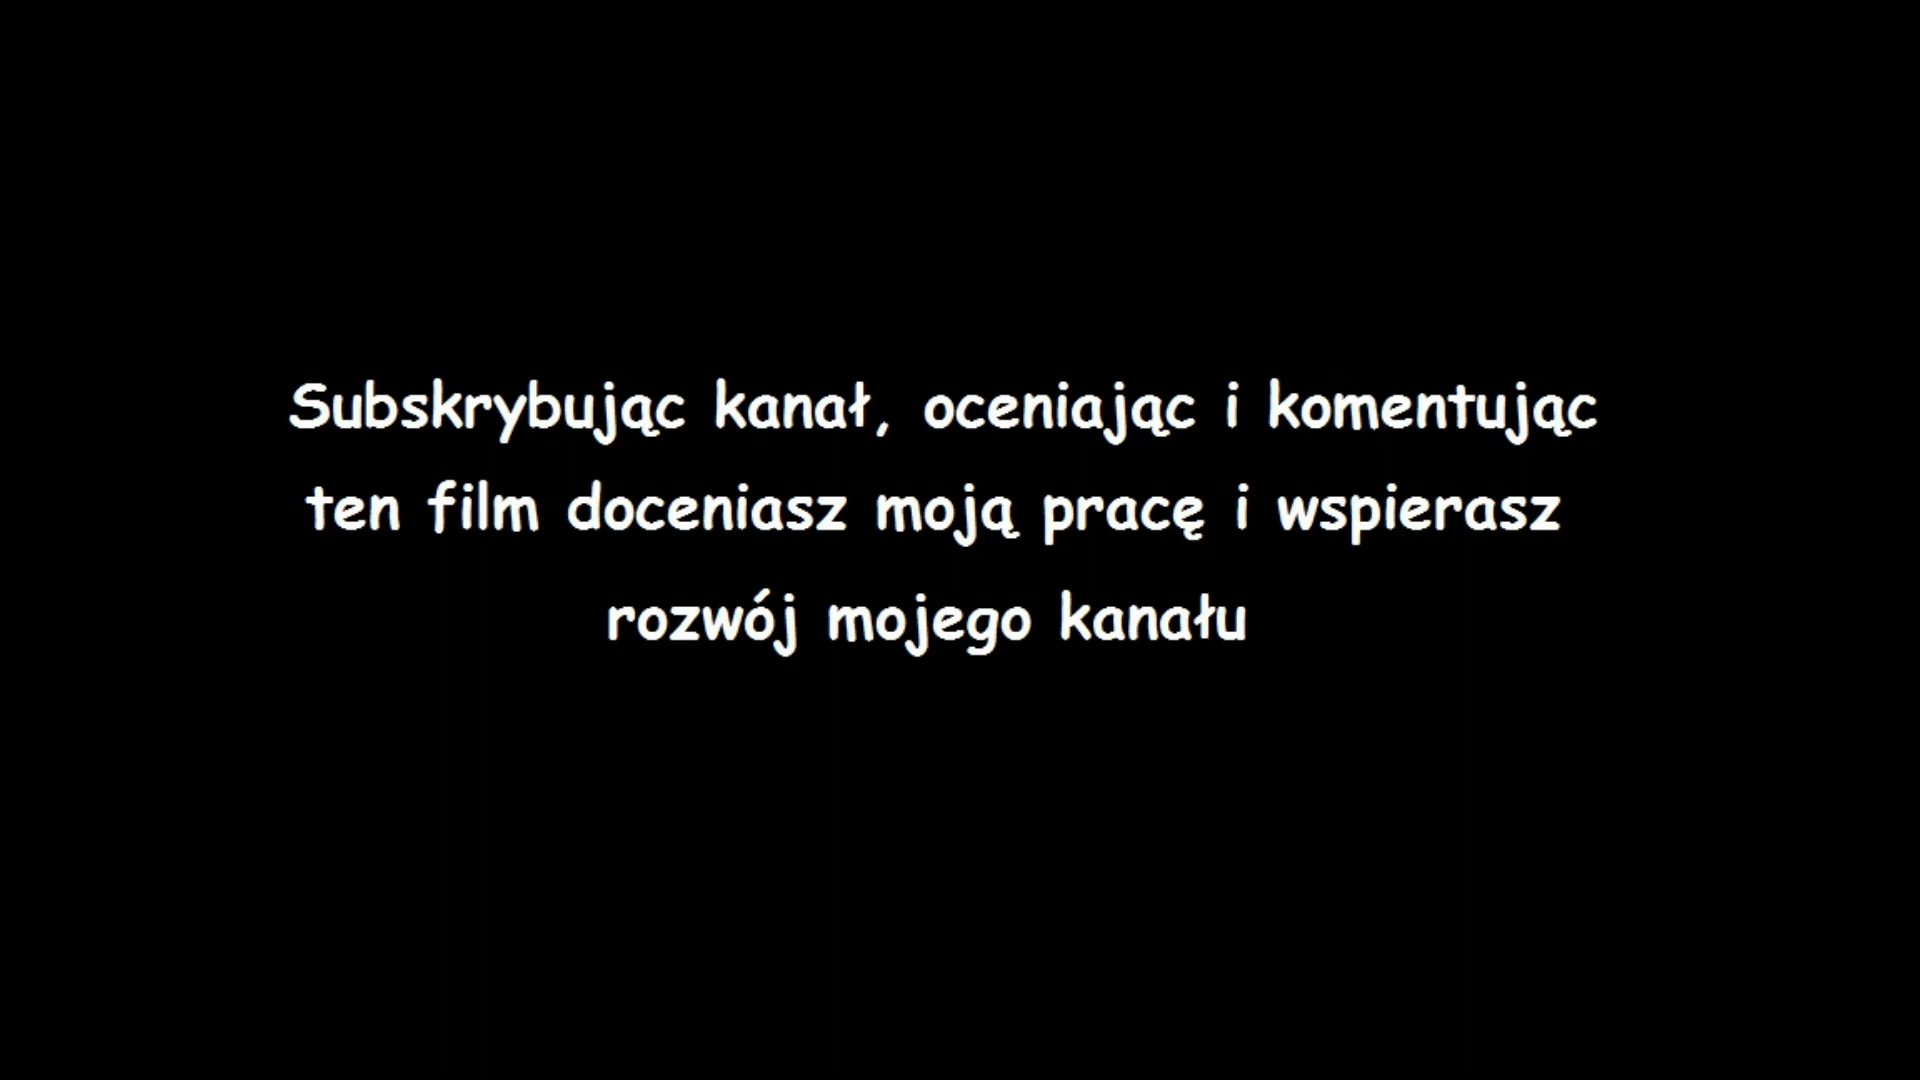 Subskrybując kanał, oceniając i komentując
ten film doceniasz moją pracę i wspierasz
rozwój mojego kanału